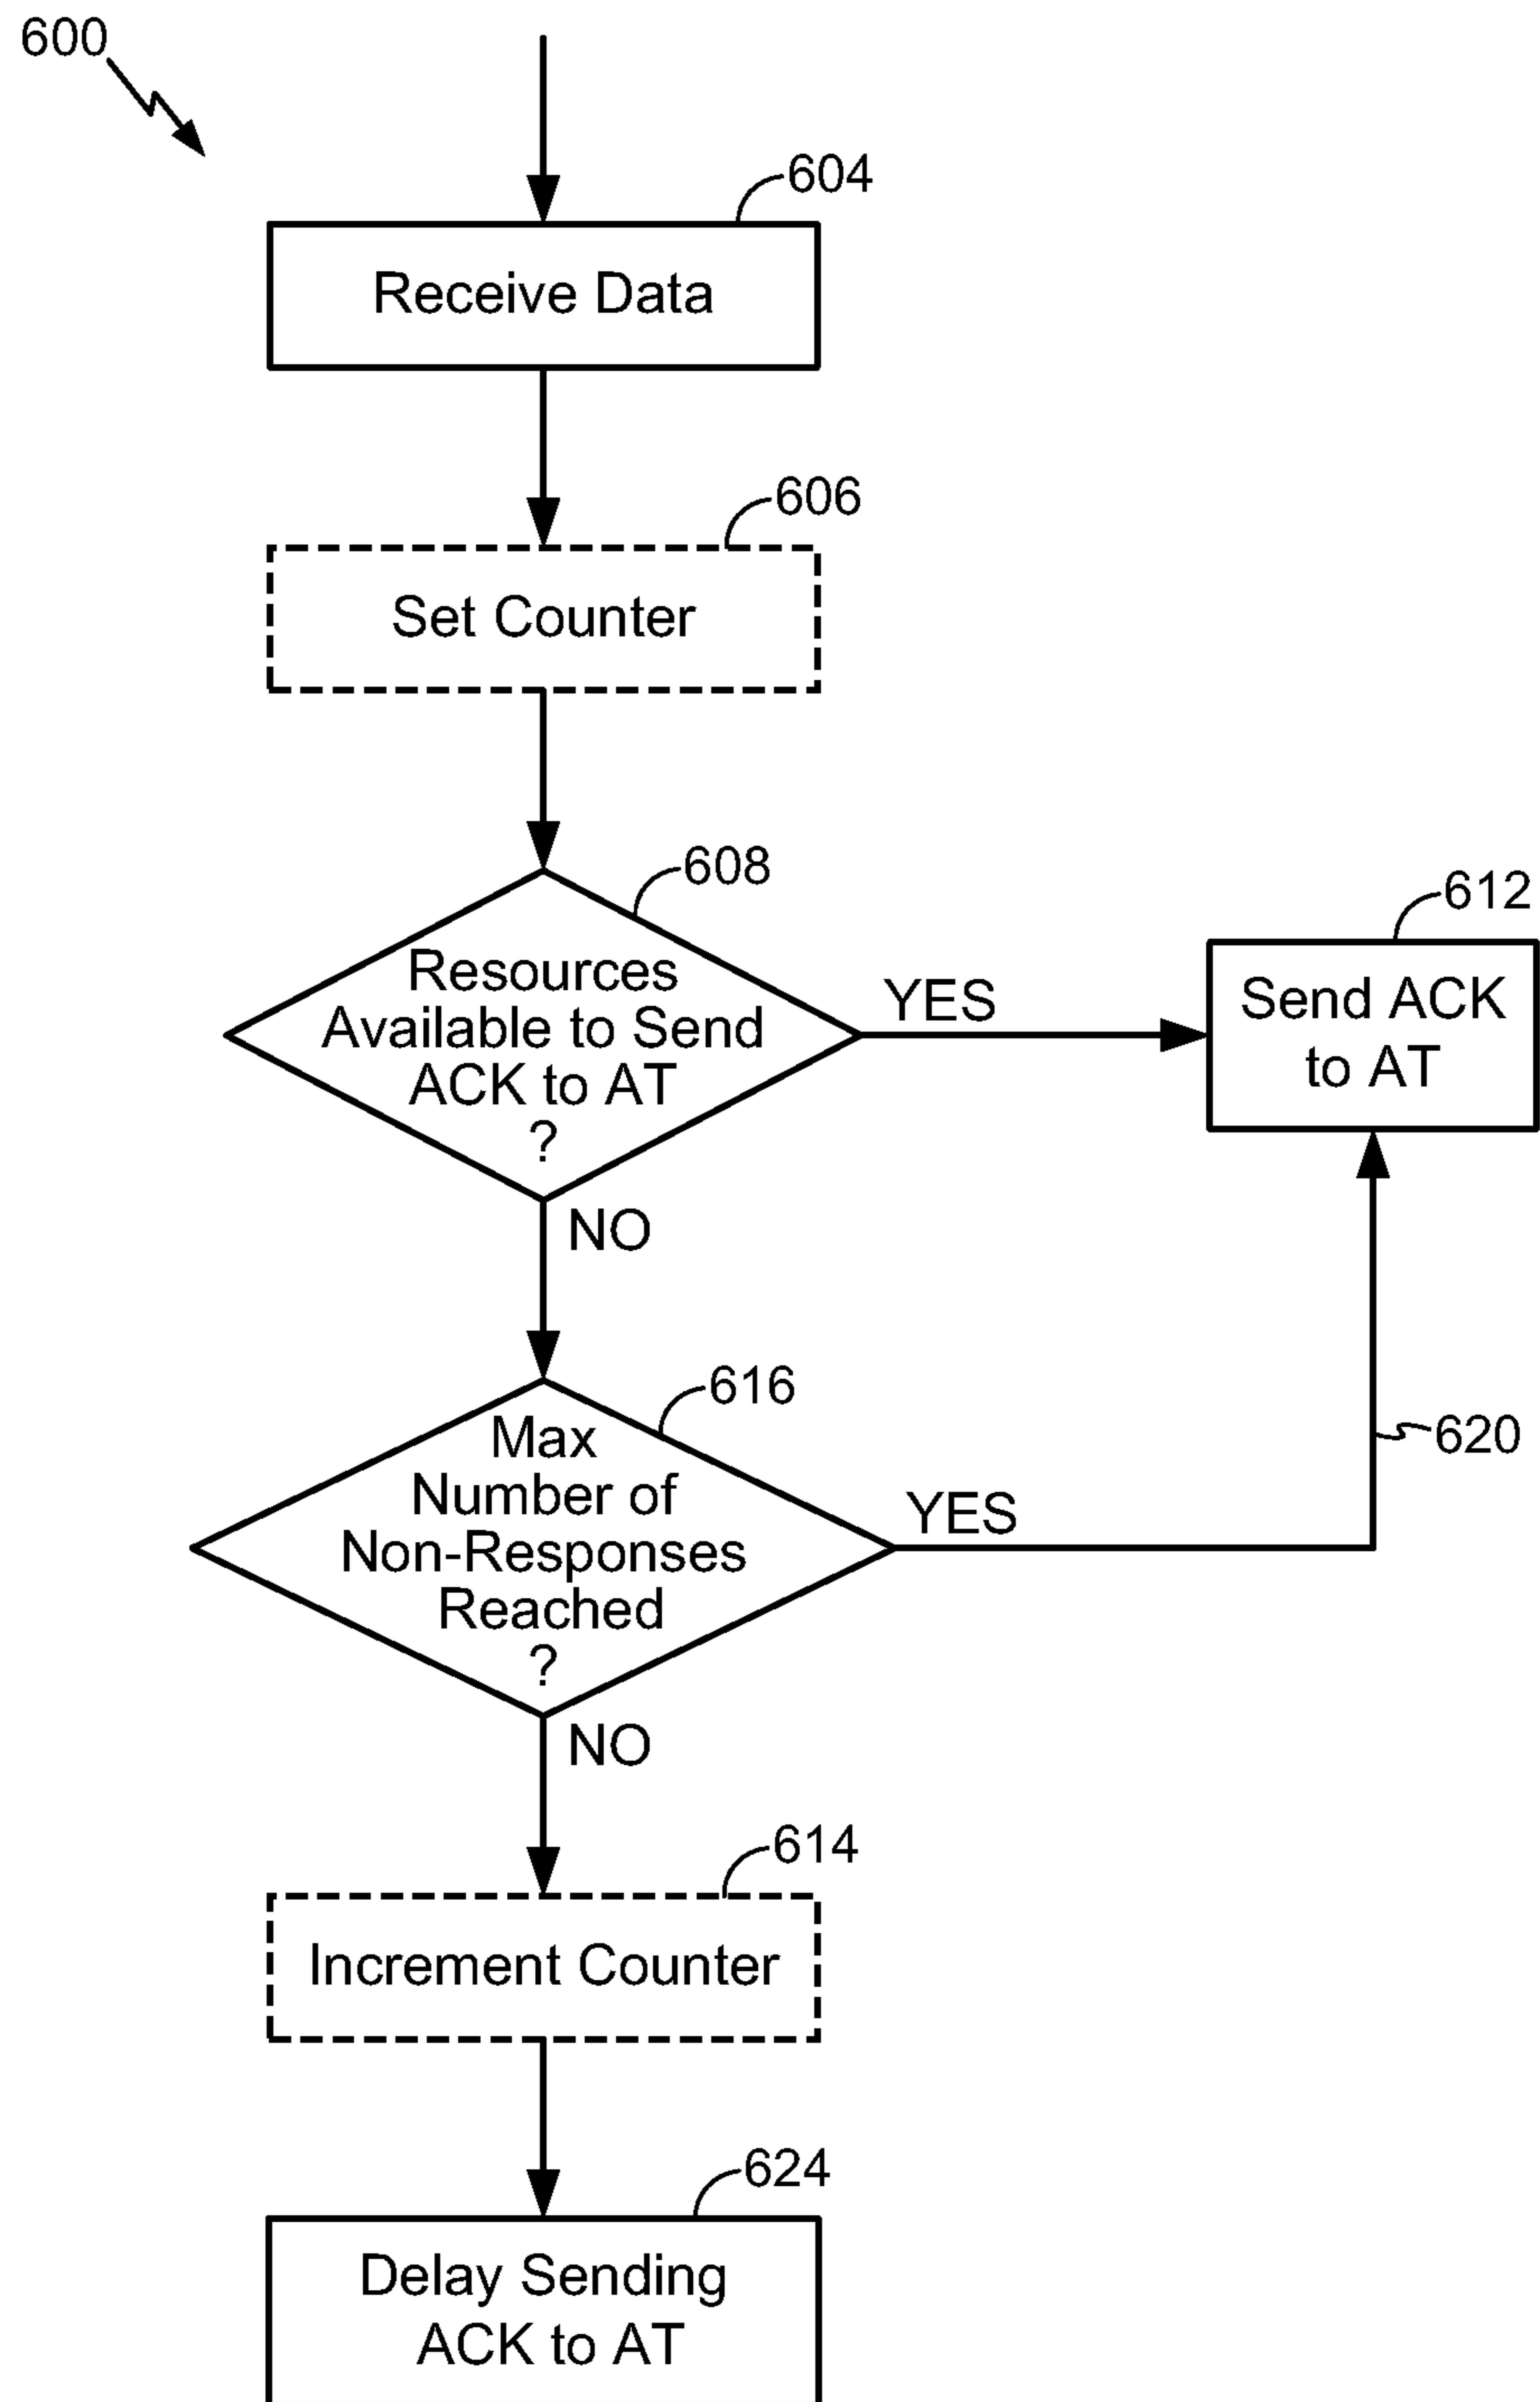 600
604
Receive Data
606
Set Counter
608
Resources
Available to Send
ACK to AT
?
YES
612
Send ACK
to AT
NO
616
Max
Number of
Non-Responses
Reached
?
YES
620
NO
614
Increment Counter
624
Delay Sending
ACK to AT